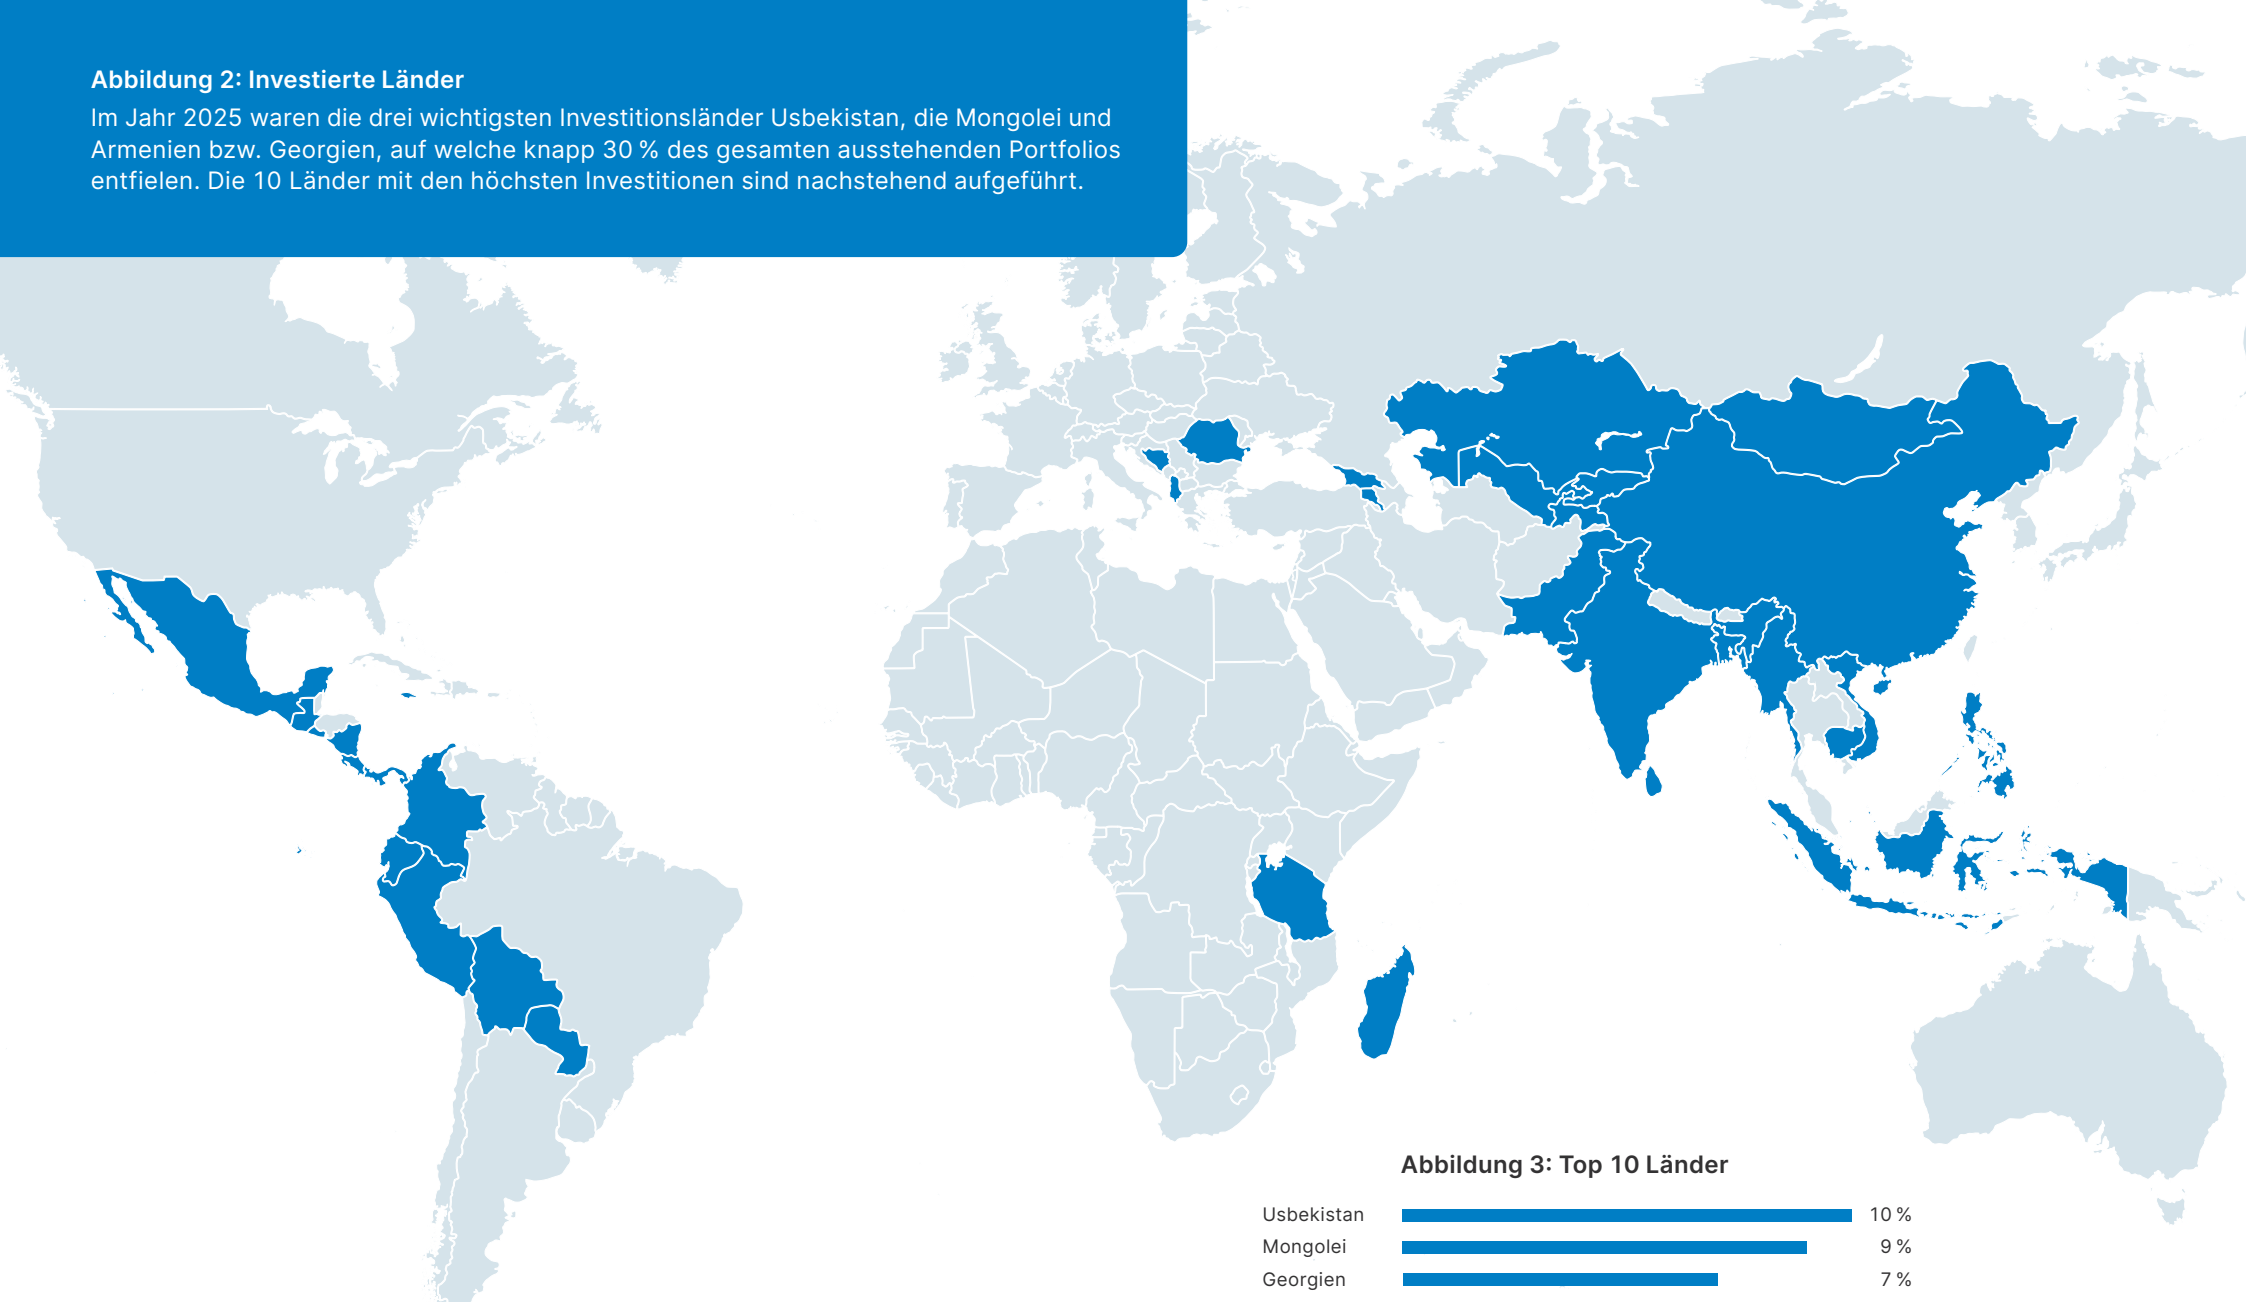 Abbildung 2: Investierte Länder
Im Jahr 2025 waren die drei wichtigsten Investitionsländer Usbekistan, die Mongolei und
Armenien bzw. Georgien, auf welche knapp 30 % des gesamten ausstehenden Portfolios
entfielen. Die 10 Länder mit den höchsten Investitionen sind nachstehend aufgeführt.
Abbildung 3: Top 10 Länder
Usbekistan 10 %
Mongolei 9 %
Georgien 7 %